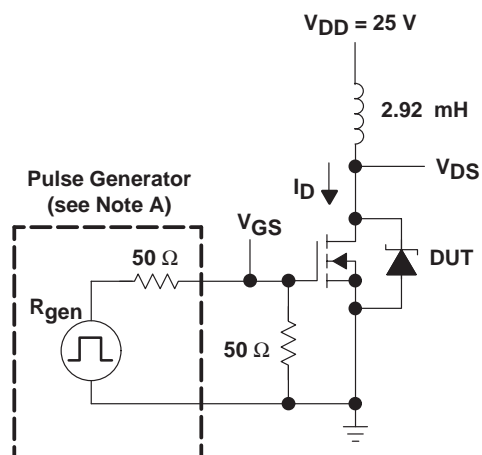 VDD = 25 V
2.92 mH
VDS
ID
Pulse Generator
(see Note A)
VGS
DUT
50 Ω
Rgen
50 Ω